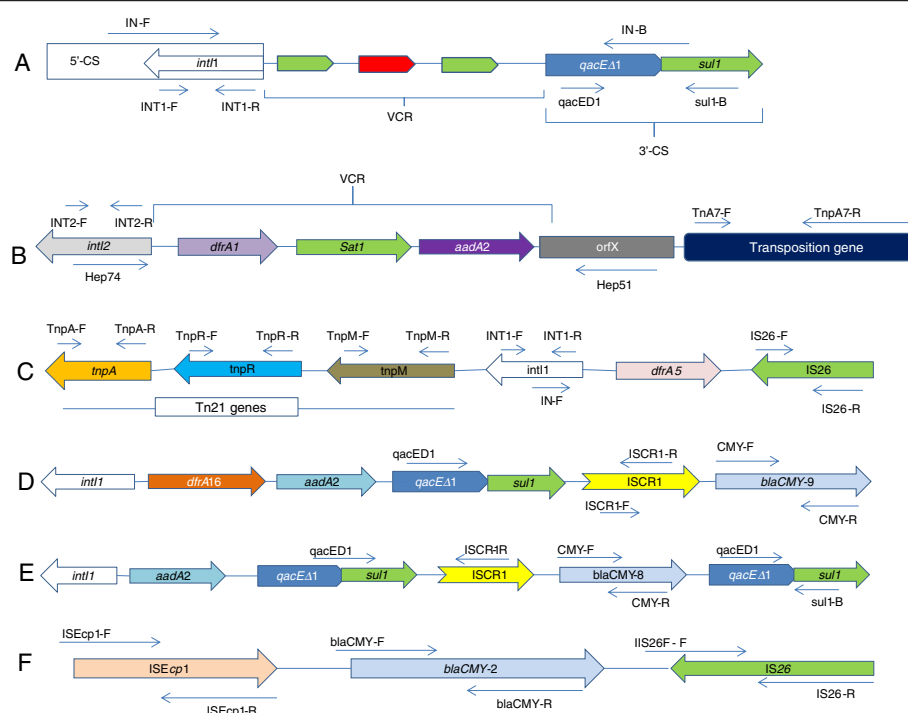 IN-F
IN-B
A
5'-CS
intI1
qacEΔ1
sul1
INT1-F
INT1-R
VCR
qacED1
sul1-B
3'-CS
VCR
INT2-F
INT2-R
TnA7-F
TnpA7-R
B
intI2
dfrA1
Sat1
aadA2
orfX
Transposition gene
Hep74
Hep51
TnpA-F
TnpA-R
TnpR-F
TnpR-R
TnpM-F
TnpM-R
INT1-F
INT1-R
IS26-F
C
tnpA
tnpR
tnpM
intI1
dfrA5
IS26
IN-F
IS26-R
Tn21 genes
qacED1
ISCR1-R
CMY-F
D
intI1
dfrA16
aadA2
qacEΔ1
sul1
ISCR1
blaCMY-9
ISCR1-F
CMY-R
qacED1
ISCR1R
CMY-F
qacED1
E
intI1
aadA2
qacEΔ1
sul1
ISCR1
blaCMY-8
qacEΔ1
sul1
CMY-R
sul1-B
ISEcp1-F
blaCMY-F
IIS26F - F
F
ISEcp1
blaCMY-2
IS26
ISEcp1-R
blaCMY-R
IS26-R